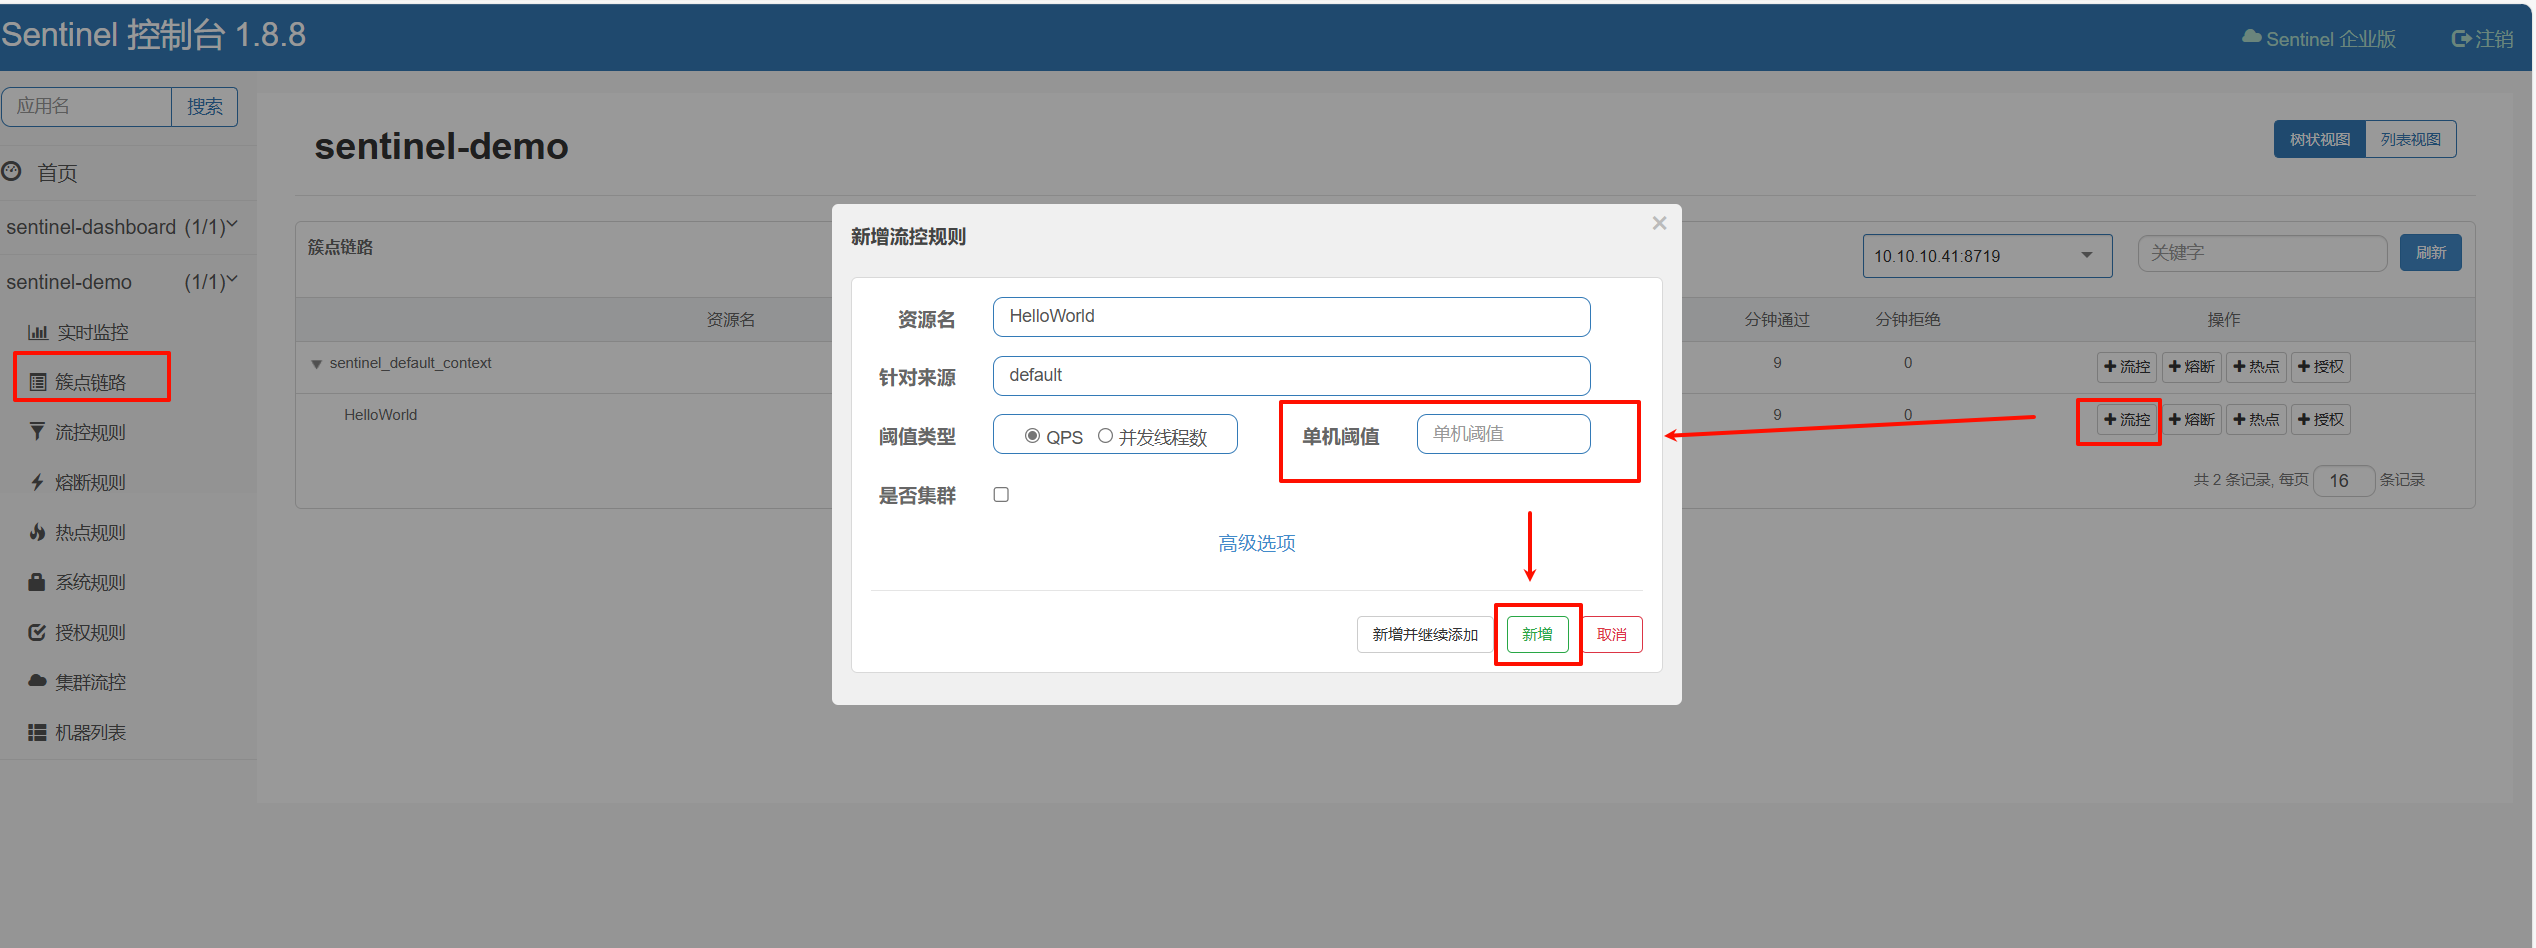 Sentinel 控制台 1.8.8
Sentinel 企业版
注销
应用名
搜索
首页
sentinel-dashboard (1/1)
sentinel-demo (1/1)
实时监控
簇点链路
流控规则
熔断规则
热点规则
系统规则
授权规则
集群流控
机器列表
sentinel-demo
树状视图
列表视图
簇点链路
10.10.10.41:8719
关键字
刷新
资源名
分钟通过
分钟拒绝
操作
sentinel_default_context
9
0
流控
熔断
热点
授权
HelloWorld
9
0
流控
熔断
热点
授权
共 2 条记录, 每页 16 条记录
新增流控规则
×
资源名
HelloWorld
针对来源
default
阈值类型
QPS
并发线程数
单机阈值
单机阈值
是否集群
高级选项
新增并继续添加
新增
取消